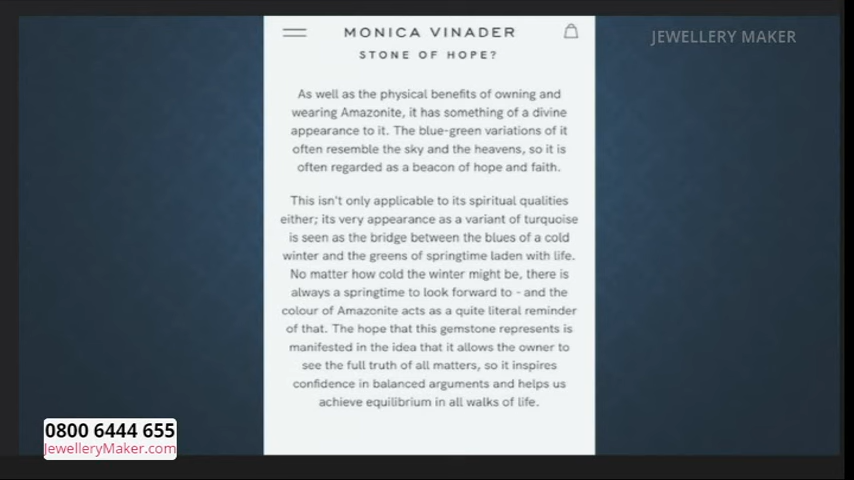 MONICA VINADER
JEWELLERY MAKER
STONE OF HOPE?
As well as the physical benefits of owning and
wearing Amazonite, it has something of a divine
appearance to it. The blue-green variations of it
often resemble the sky and the heavens, so it is
often regarded as a beacon of hope and faith.
This isn't only applicable to its spiritual qualities
either; its very appearance as a variant of turquoise
is seen as the bridge between the blues of a cold
winter and the greens of springtime laden with life.
No matter how cold the winter might be, there is
always a springtime to look forward to - and the
colour of Amazonite acts as a quite literal reminder
of that. The hope that this gemstone represents is
manifested in the idea that it allows the owner to
see the full truth of all matters, so it inspires
confidence in balanced arguments and helps us
achieve equilibrium in all walks of life.
0800 6444 655
JewelleryMaker.com